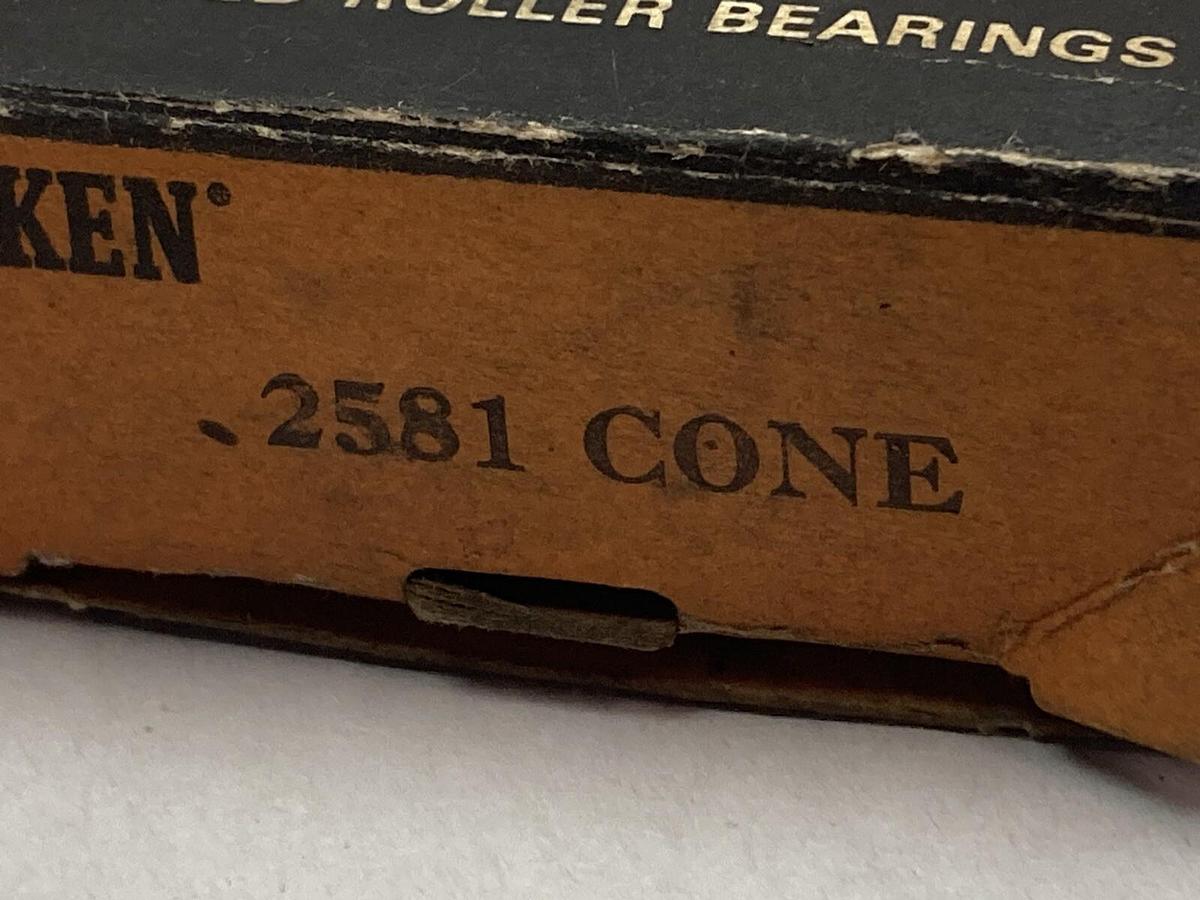 ROLLER BEARINGS
KEN®
2581 CONE